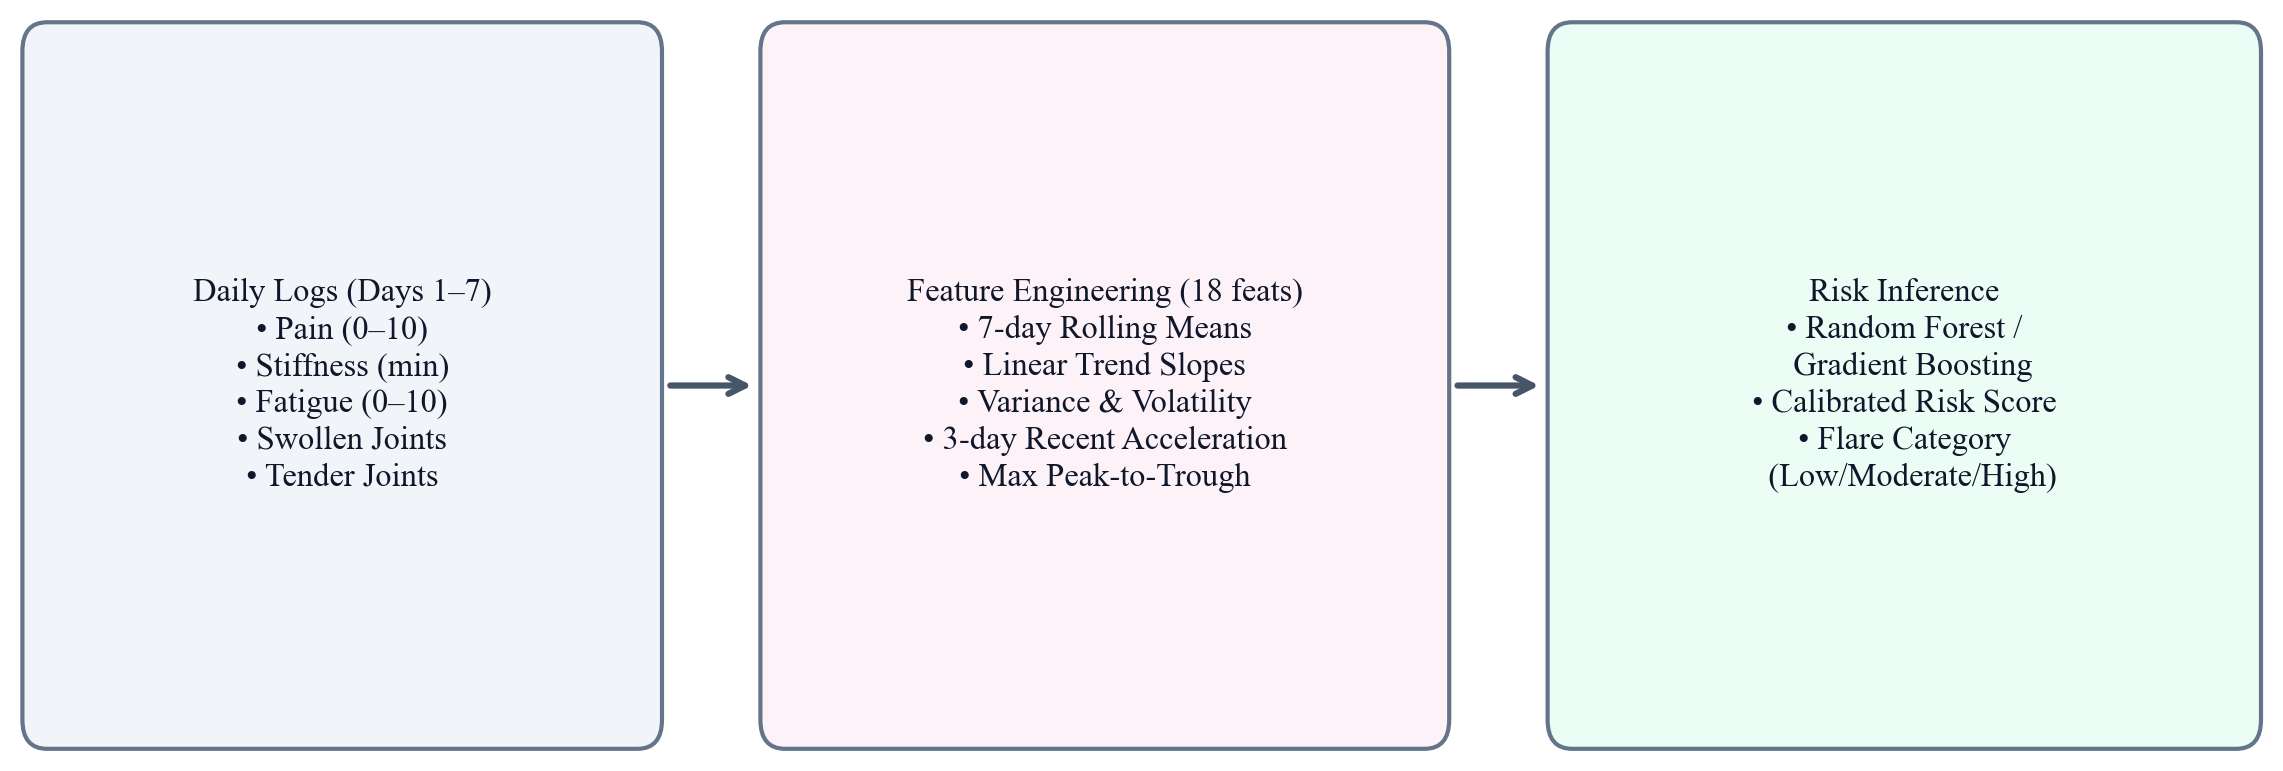 Daily Logs (Days 1–7)
• Pain (0–10)
• Stiffness (min)
• Fatigue (0–10)
• Swollen Joints
• Tender Joints
Feature Engineering (18 feats)
• 7-day Rolling Means
• Linear Trend Slopes
• Variance & Volatility
• 3-day Recent Acceleration
• Max Peak-to-Trough
Risk Inference
• Random Forest /
Gradient Boosting
• Calibrated Risk Score
• Flare Category
(Low/Moderate/High)